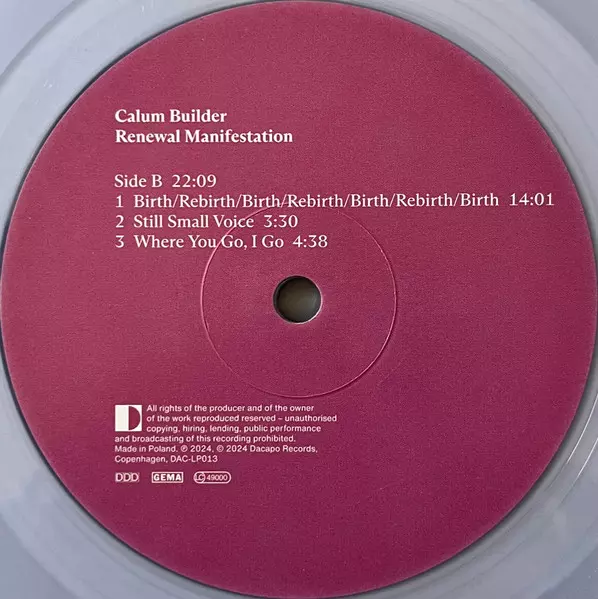 Calum Builder
Renewal Manifestation
Side B 22:09
1 Birth/Rebirth/Birth/Rebirth/Birth/Rebirth/Birth 14:01
2 Still Small Voice 3:30
3 Where You Go, I Go 4:38
All rights of the producer and of the owner
of the work reproduced reserved – unauthorised
copying, hiring, lending, public performance
and broadcasting of this recording prohibited.
Made in Poland. ℗ 2024, © 2024 Dacapo Records,
Copenhagen, DAC-LP013
DDD GEMA LC 49000